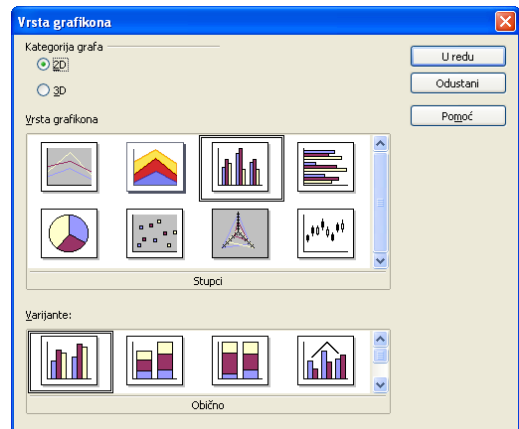 Vrsta grafikona
Kategorija grafa
2D
3D
U redu
Odustani
Pomoć
Vrsta grafikona
Stupci
Varijante:
Obično